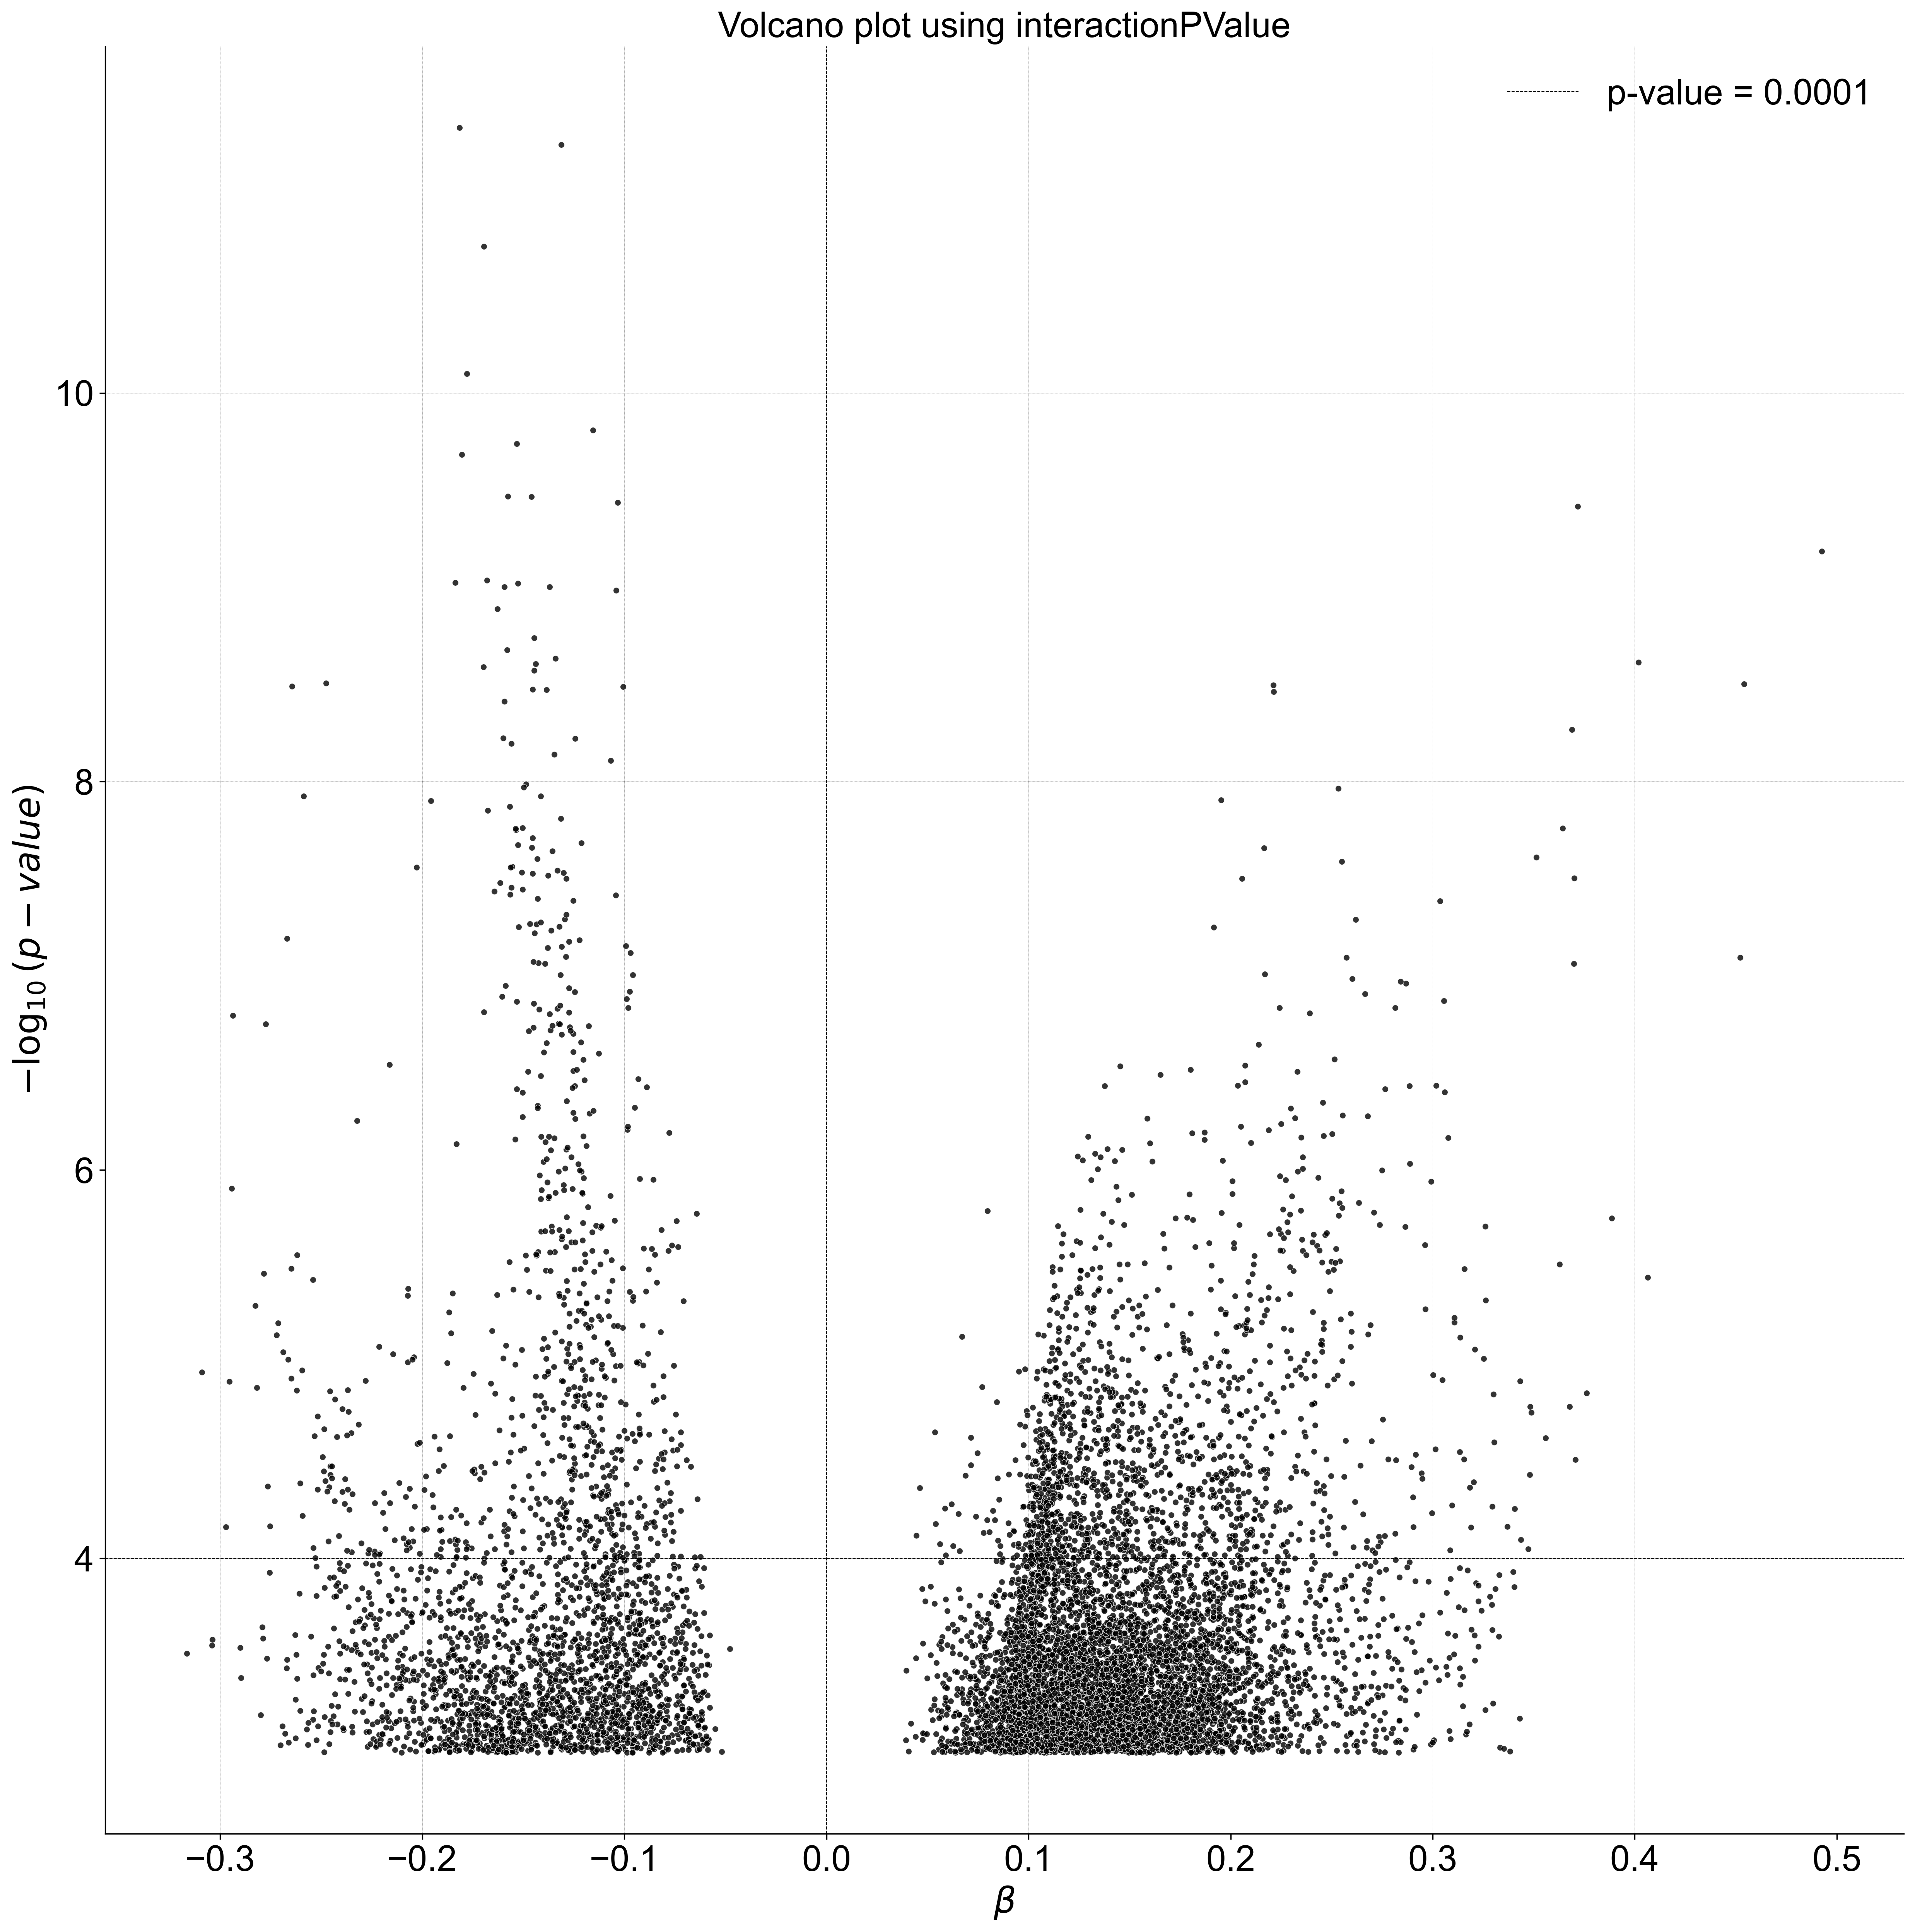 Volcano plot using interactionPValue
p-value = 0.0001
10
8
6
4
−log₁₀ (p − value)
−0.3 −0.2 −0.1 0.0 0.1 0.2 0.3 0.4 0.5
β